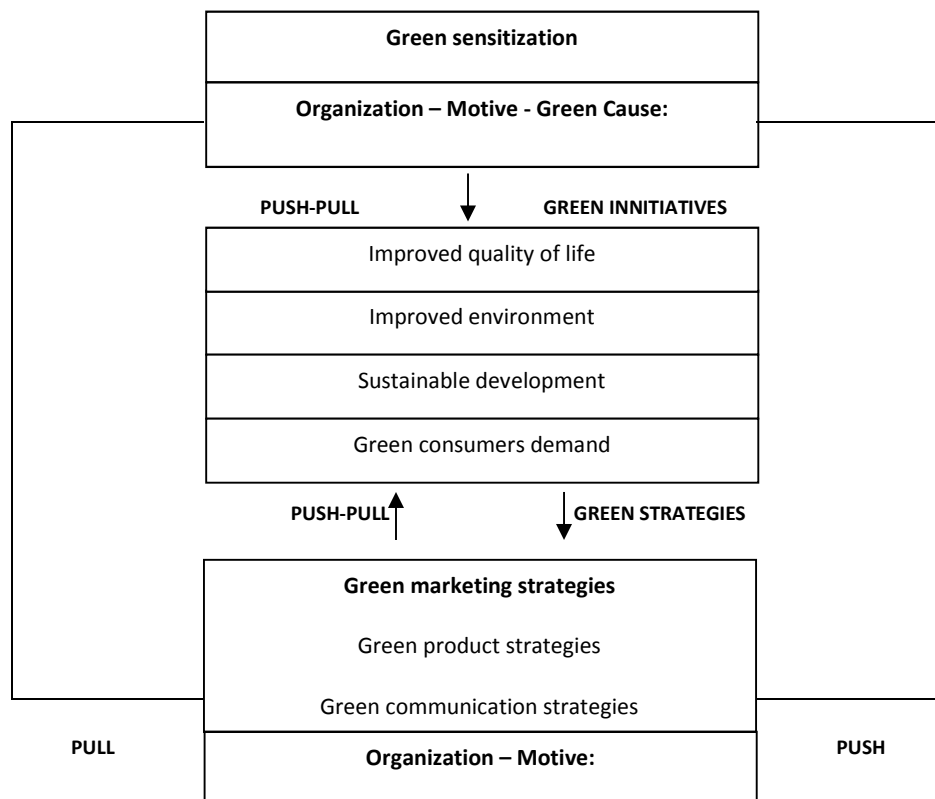 Green sensitization
Organization – Motive - Green Cause:
PUSH-PULL
GREEN INNITIATIVES
Improved quality of life
Improved environment
Sustainable development
Green consumers demand
PUSH-PULL
GREEN STRATEGIES
Green marketing strategies
Green product strategies
Green communication strategies
PULL
Organization – Motive:
PUSH